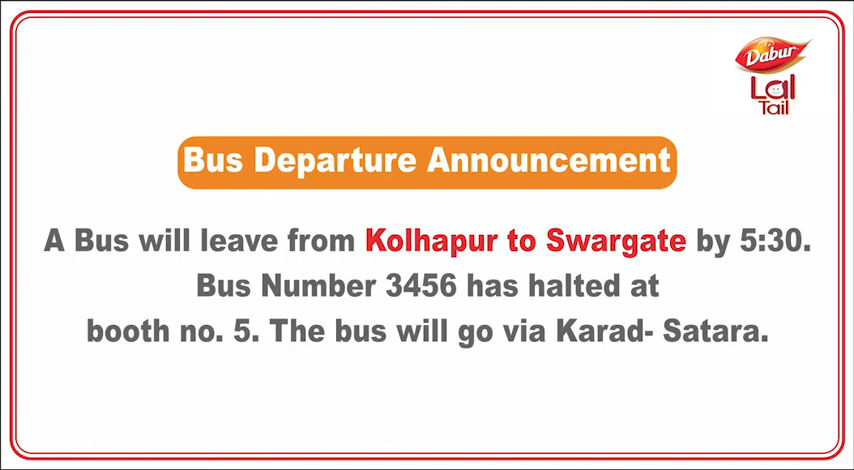 Dabur
Lal
Tail
Bus Departure Announcement
A Bus will leave from Kolhapur to Swargate by 5:30.
Bus Number 3456 has halted at
booth no. 5. The bus will go via Karad- Satara.